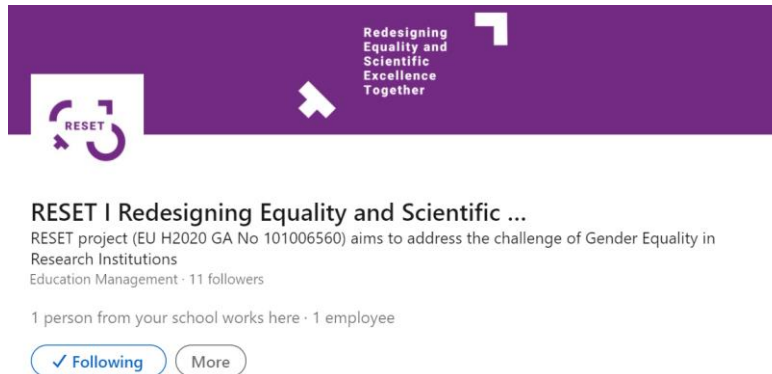 Redesigning
Equality and
Scientific
Excellence
Together
RESET
RESET I Redesigning Equality and Scientific ...
RESET project (EU H2020 GA No 101006560) aims to address the challenge of Gender Equality in
Research Institutions
Education Management · 11 followers
1 person from your school works here · 1 employee
✓ Following
More